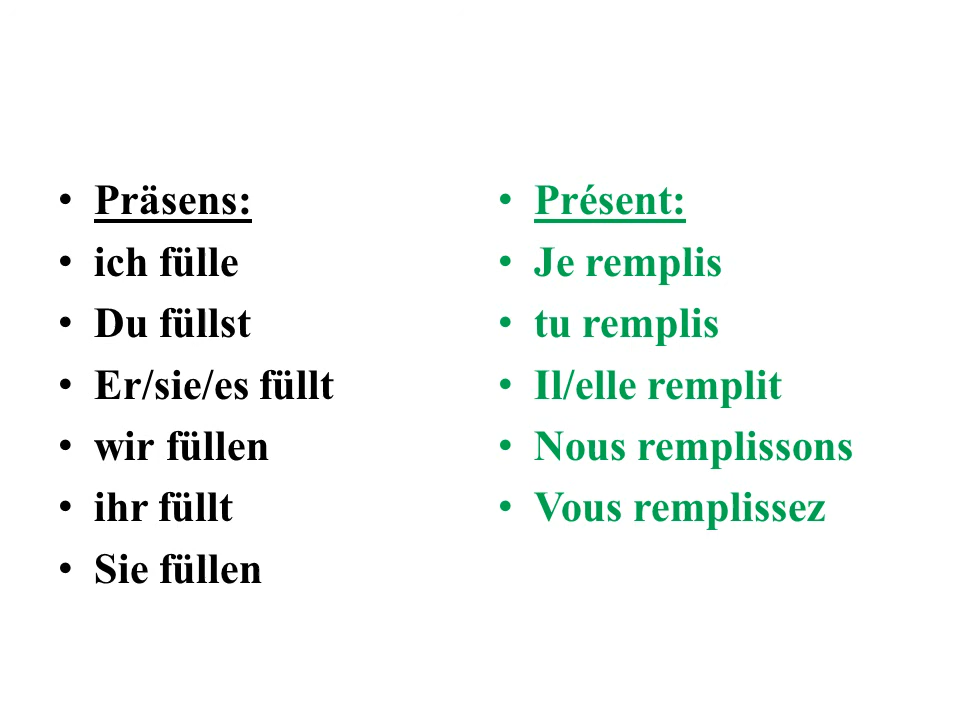 Präsens:
ich fülle
Du füllst
Er/sie/es füllt
wir füllen
ihr füllt
Sie füllen
Présent:
Je remplis
tu remplis
Il/elle remplit
Nous remplissons
Vous remplissez